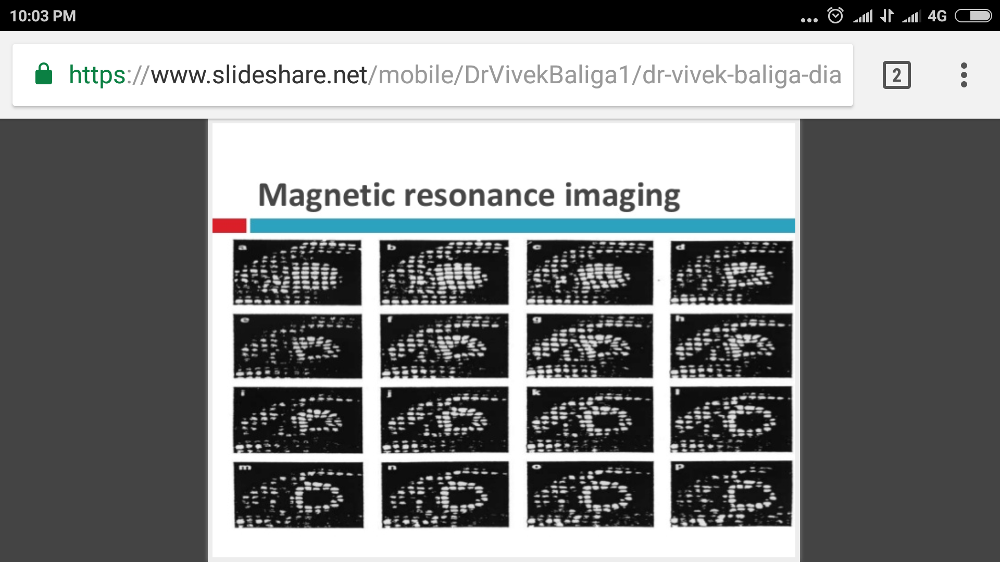 10:03 PM
4G
https://www.slideshare.net/mobile/DrVivekBaliga1/dr-vivek-baliga-dia
2
Magnetic resonance imaging
a b c d
e f g h
i j k l
m n o p